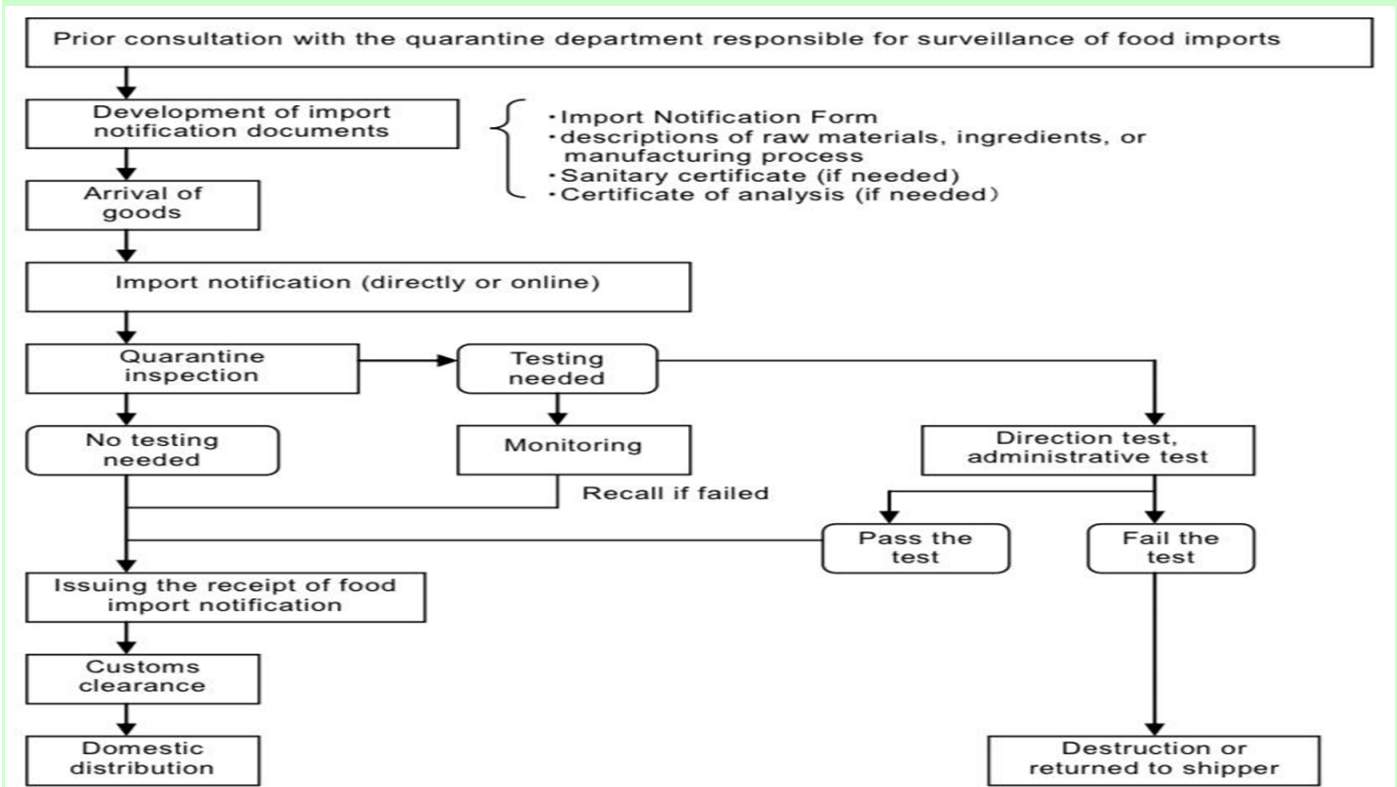 Prior consultation with the quarantine department responsible for surveillance of food imports
Development of import
notification documents
・Import Notification Form
・descriptions of raw materials, ingredients, or
manufacturing process
・Sanitary certificate (if needed)
・Certificate of analysis (if needed)
Arrival of
goods
Import notification (directly or online)
Quarantine
inspection
Testing
needed
No testing
needed
Monitoring
Direction test,
administrative test
Recall if failed
Pass the
test
Fail the
test
Issuing the receipt of food
import notification
Customs
clearance
Domestic
distribution
Destruction or
returned to shipper